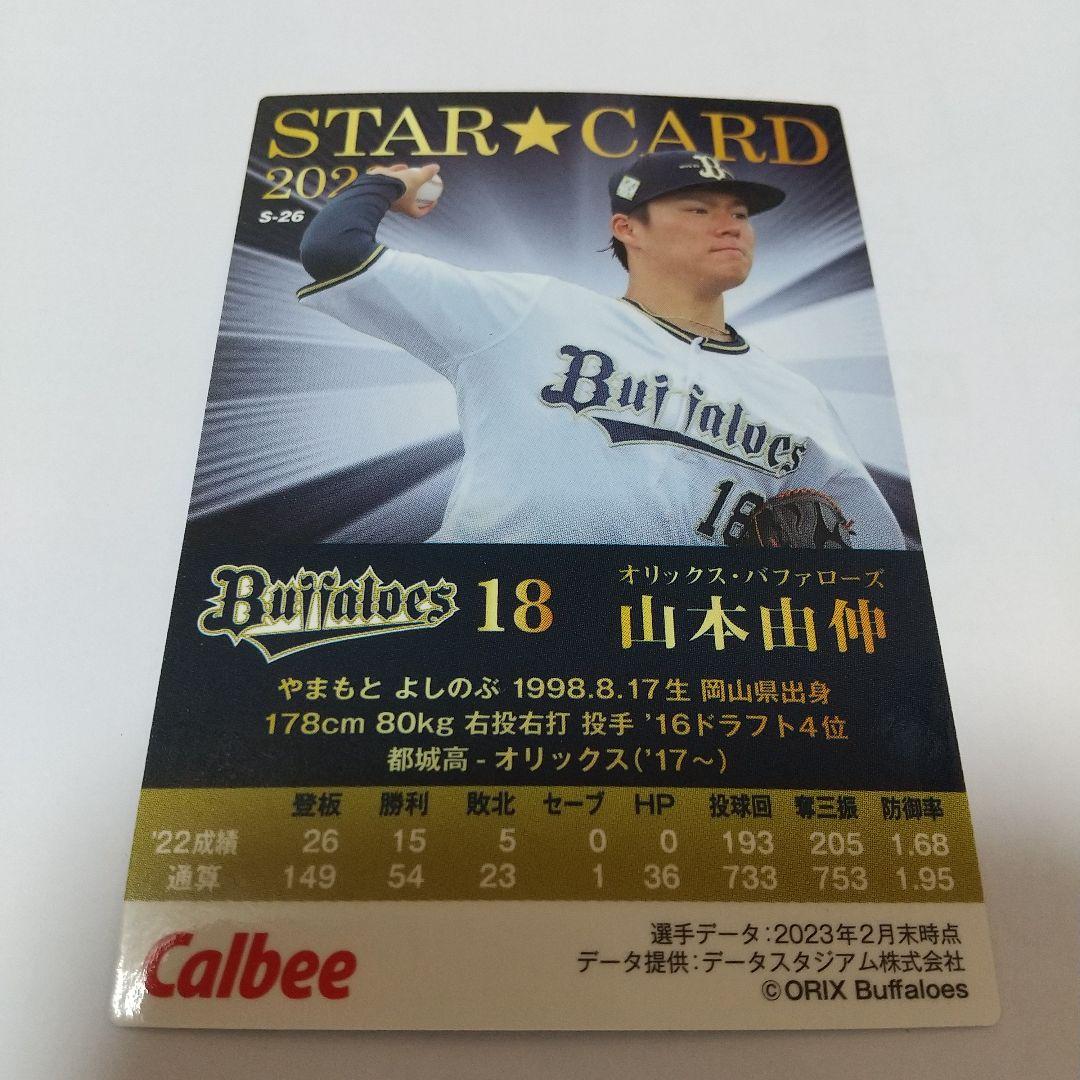 STAR★CARD
202
S-26
B
Buffaloes
18
Buffaloes 18 オリックス・バファローズ
山本由伸
やまもと よしのぶ 1998.8.17生 岡山県出身
178cm 80kg 右投右打 投手 '16ドラフト4位
都城高-オリックス('17~)
登板 勝利 敗北 セーブ HP 投球回 奪三振 防御率
'22成績 26 15 5 0 0 193 205 1.68
通算 149 54 23 1 36 733 753 1.95
Calbee
選手データ:2023年2月末時点
データ提供:データスタジアム株式会社
©ORIX Buffaloes